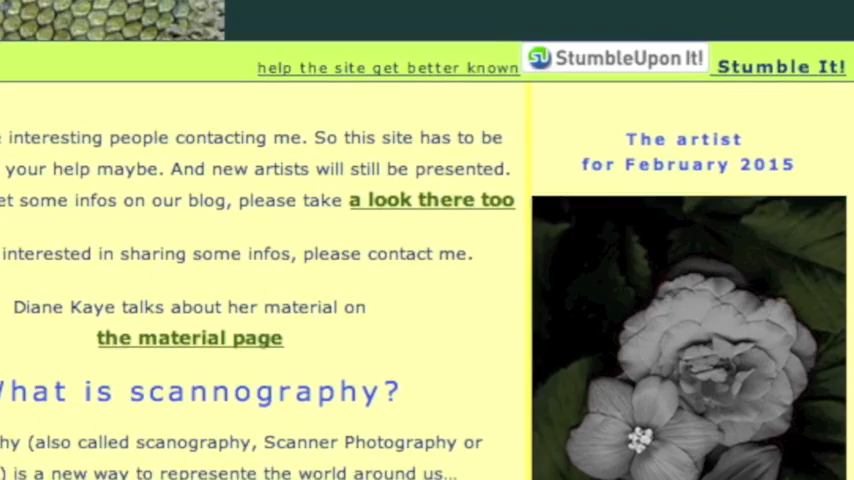 help the site get better known StumbleUpon It! Stumble It!
interesting people contacting me. So this site has to be
your help maybe. And new artists will still be presented.
some infos on our blog, please take a look there too
interested in sharing some infos, please contact me.
Diane Kaye talks about her material on
the material page
What is scannography?
(also called scanography, Scanner Photography or
) is a new way to represente the world around us...
The artist
for February 2015